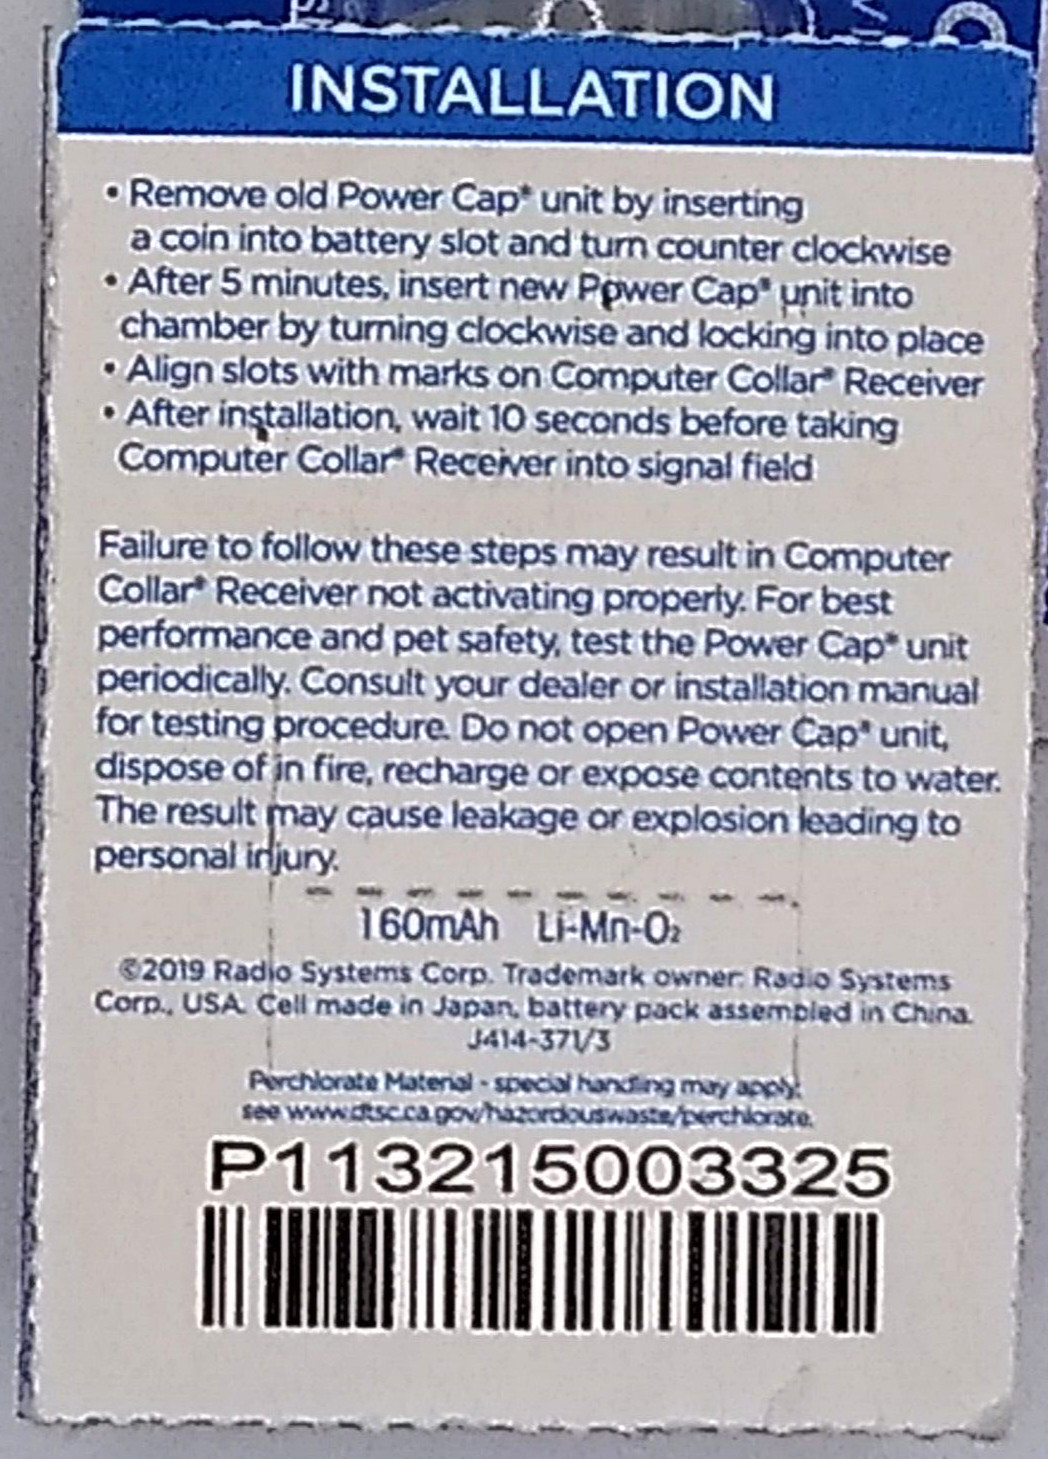 INSTALLATION
• Remove old Power Cap® unit by inserting
a coin into battery slot and turn counter clockwise
• After 5 minutes, insert new Power Cap® unit into
chamber by turning clockwise and locking into place
• Align slots with marks on Computer Collar® Receiver
• After installation, wait 10 seconds before taking
Computer Collar® Receiver into signal field
Failure to follow these steps may result in Computer
Collar® Receiver not activating properly. For best
performance and pet safety, test the Power Cap® unit
periodically. Consult your dealer or installation manual
for testing procedure. Do not open Power Cap® unit,
dispose of in fire, recharge or expose contents to water.
The result may cause leakage or explosion leading to
personal injury.
160mAh Li-Mn-O₂
©2019 Radio Systems Corp. Trademark owner: Radio Systems
Corp., USA. Cell made in Japan, battery pack assembled in China.
J414-371/3
Perchlorate Material - special handling may apply;
see www.dtsc.ca.gov/hazordouswaste/perchlorate.
P113215003325